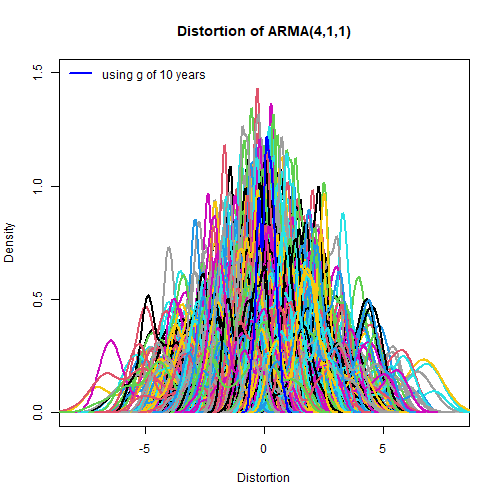 Distortion of ARMA(4,1,1)
using g of 10 years
1.5
1.0
0.5
0.0
Density
-5
0
5
Distortion